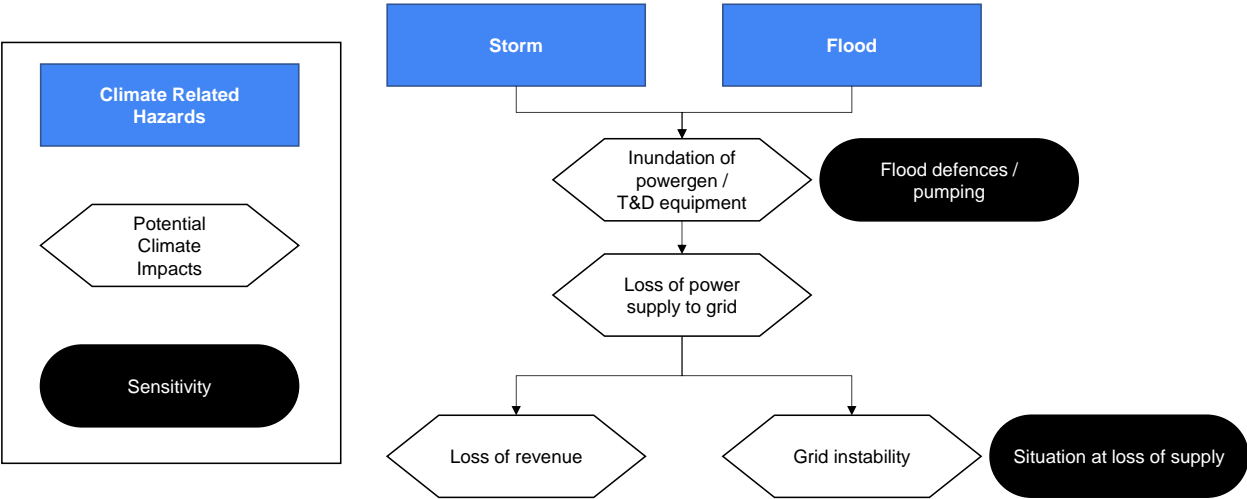 Storm
Flood
Climate Related
Hazards
Inundation of
powergen /
T&D equipment
Flood defences /
pumping
Potential
Climate
Impacts
Loss of power
supply to grid
Sensitivity
Loss of revenue
Grid instability
Situation at loss of supply